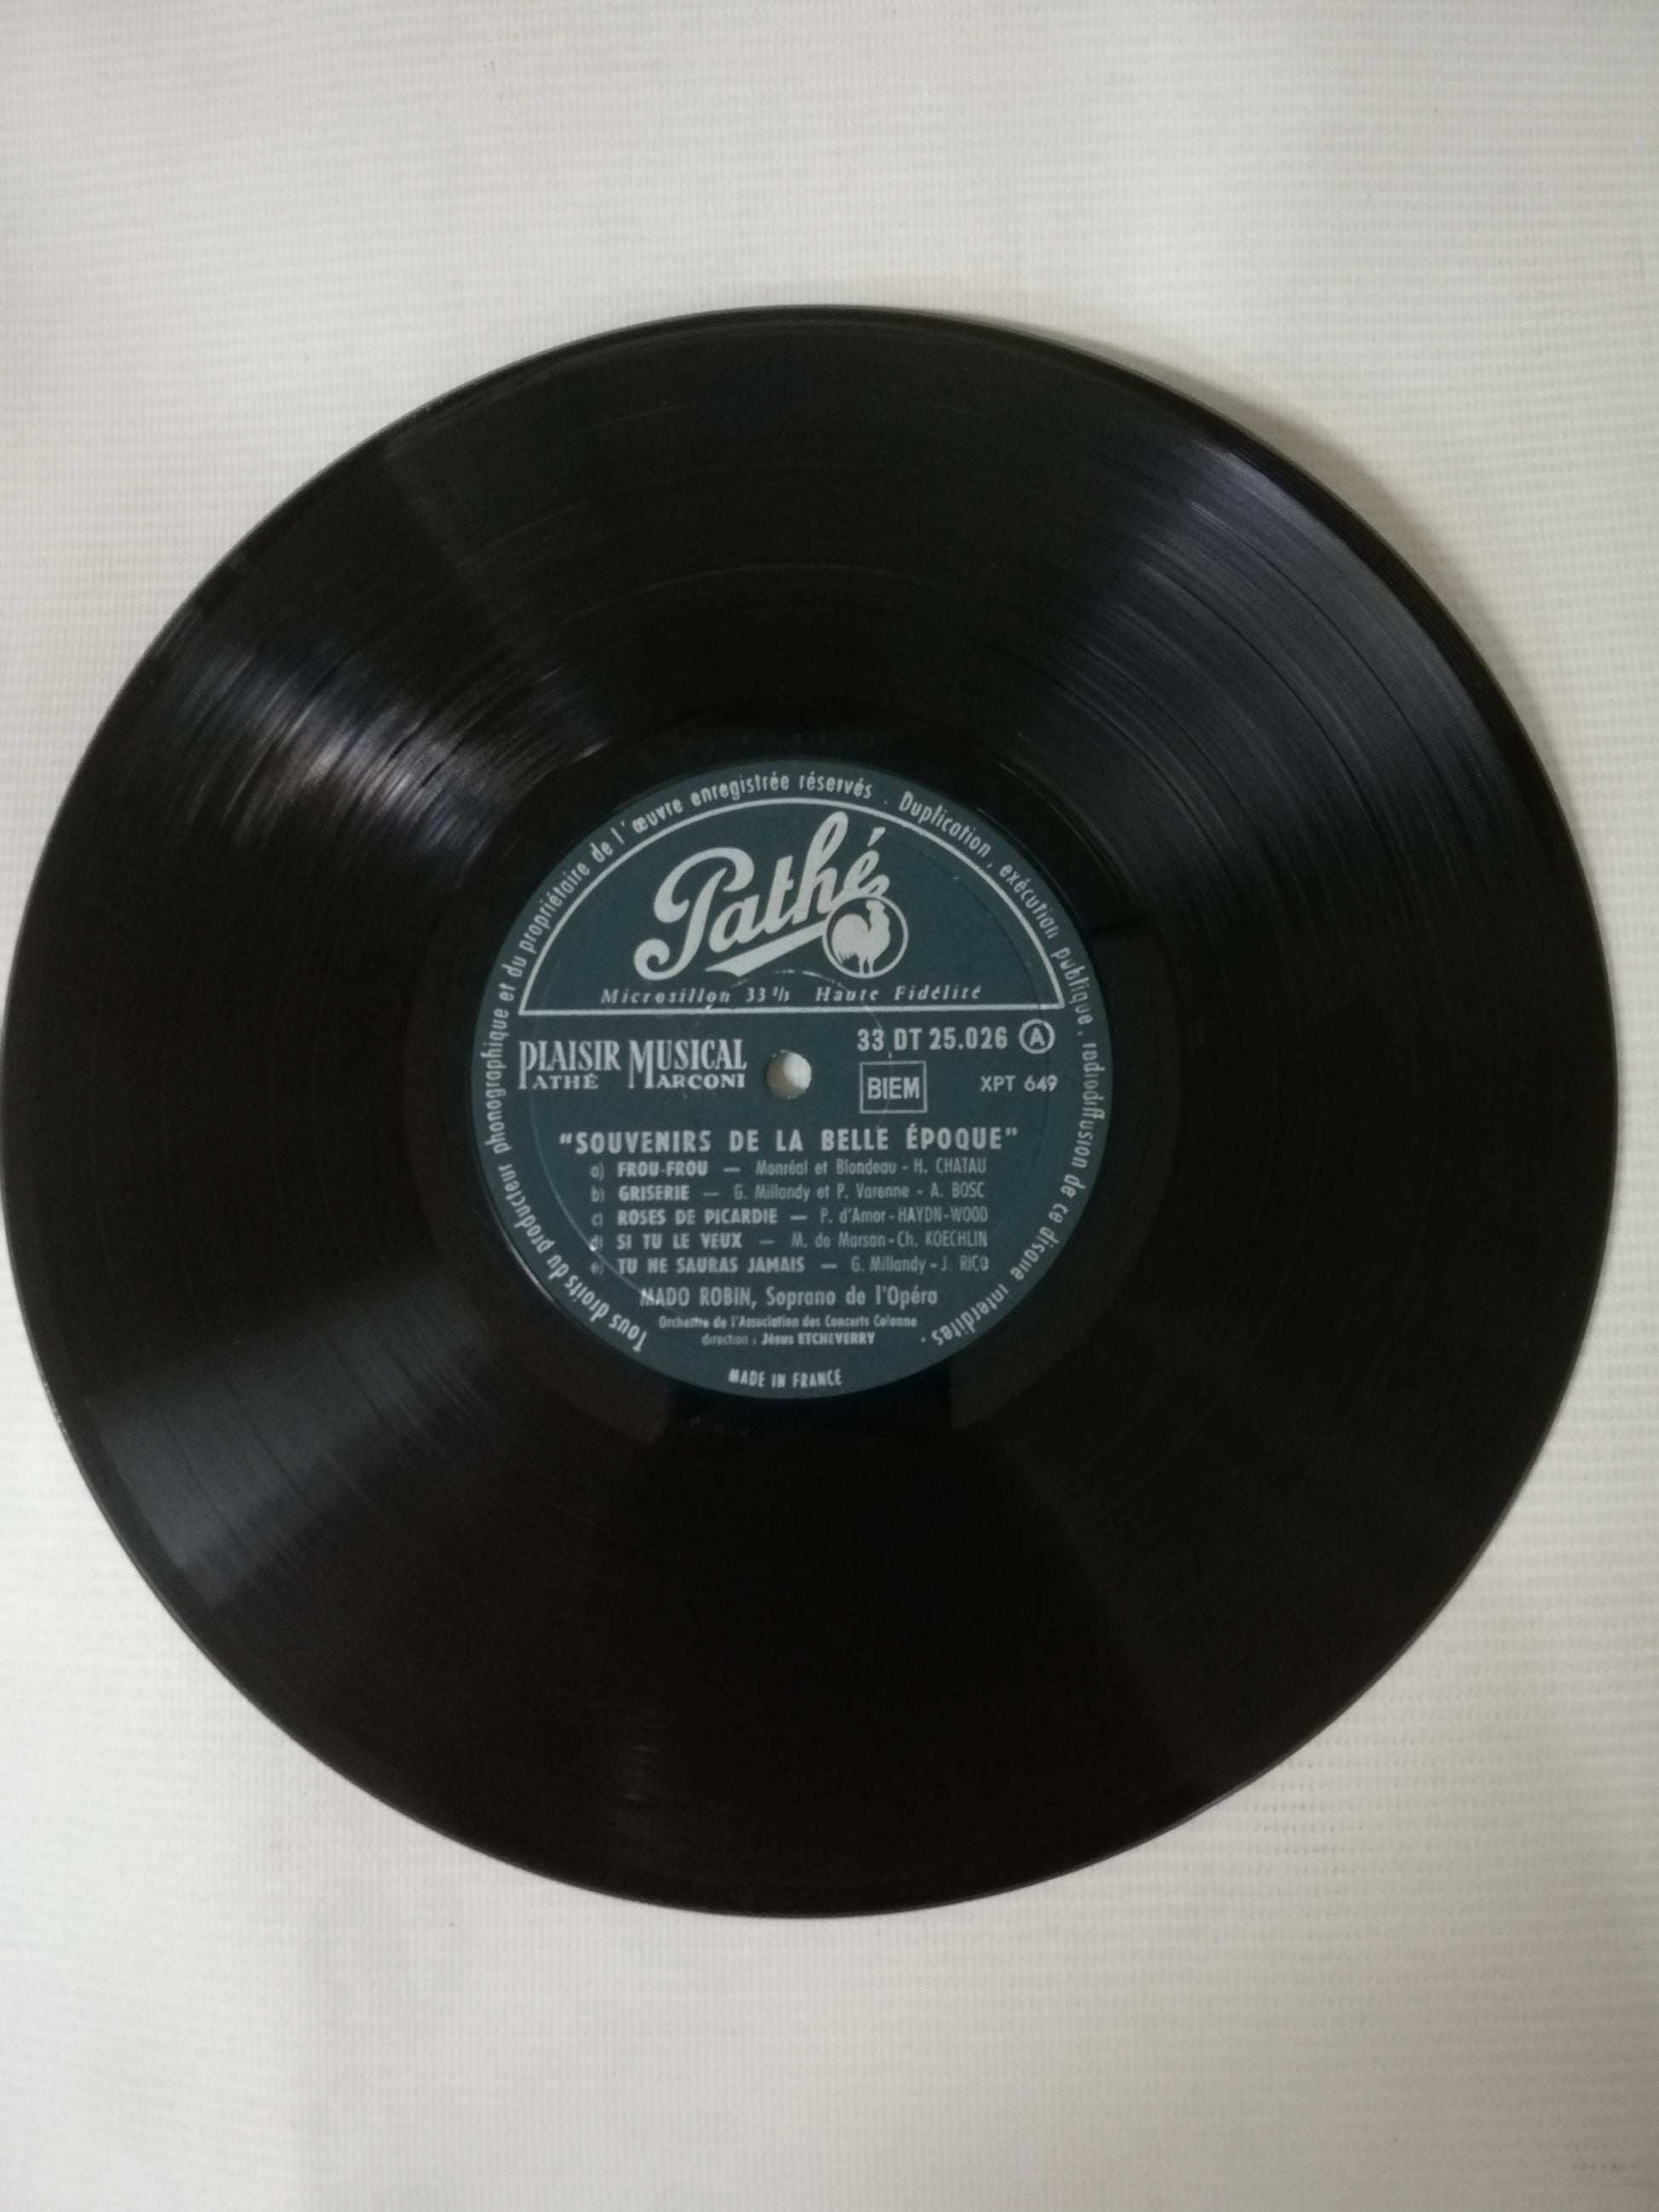 Tous droits du producteur phonographique et du propriétaire de l'œuvre enregistrée réservés . Duplication, exécution publique, radiodiffusion de ce disque interdites .
Pathé
Microsillon 33 1/3 Haute Fidélité
PLAISIR MUSICAL
PATHÉ MARCONI
33 DT 25.026 A
BIEM
XPT 649
"SOUVENIRS DE LA BELLE ÉPOQUE"
a) FROU-FROU — Monréal et Blondeau - H. CHATAU
b) GRISERIE — G. Millandy et P. Varenne - A. BOSC
c) ROSES DE PICARDIE — P. d'Amor - HAYDN-WOOD
d) SI TU LE VEUX — M. de Marsan - Ch. KOECHLIN
e) TU NE SAURAS JAMAIS — G. Millandy - J. RICO
MADO ROBIN, Soprano de l'Opéra
Orchestre de l'Association des Concerts Colonne
direction : Jésus ETCHEVERRY
MADE IN FRANCE